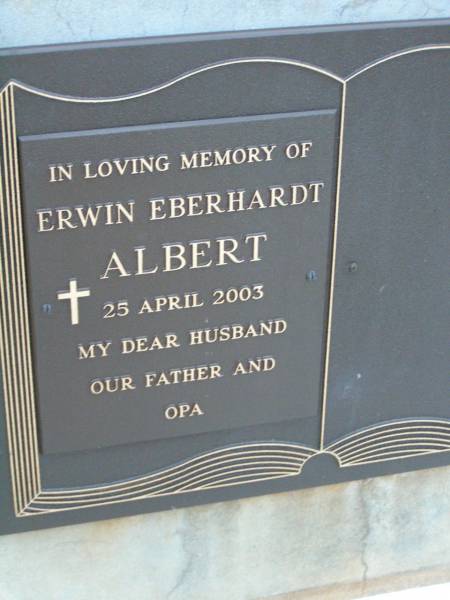 IN LOVING MEMORY OF
ERWIN EBERHARDT
ALBERT
25 APRIL 2003
MY DEAR HUSBAND
OUR FATHER AND
OPA